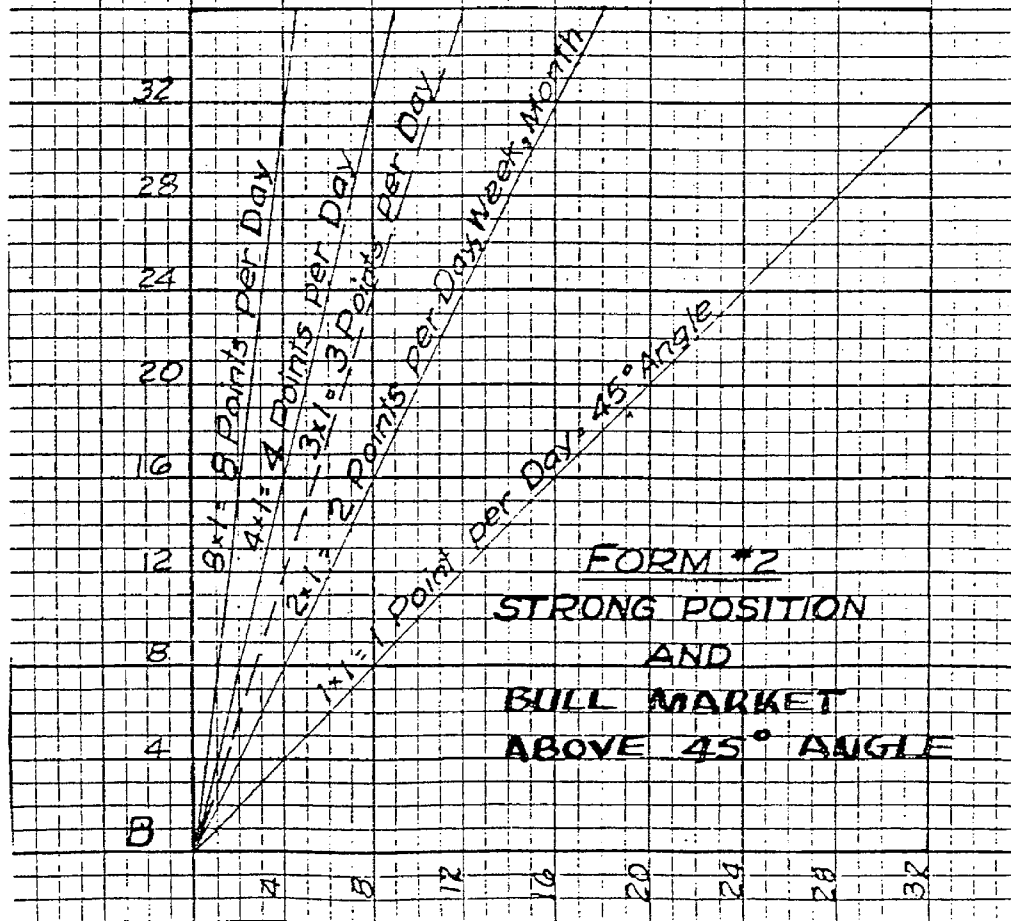 32
28
24
20
16
12
8
4
B
8x1= 8 Points per Day
4x1= 4 Points per Day
3x1= 3 Points per Day
2x1= 2 Points per Day, Week, Month
1x1= 1 Point per Day. 45° Angle
FORM #2
STRONG POSITION
AND
BULL MARKET
ABOVE 45° ANGLE
4
8
12
16
20
24
28
32